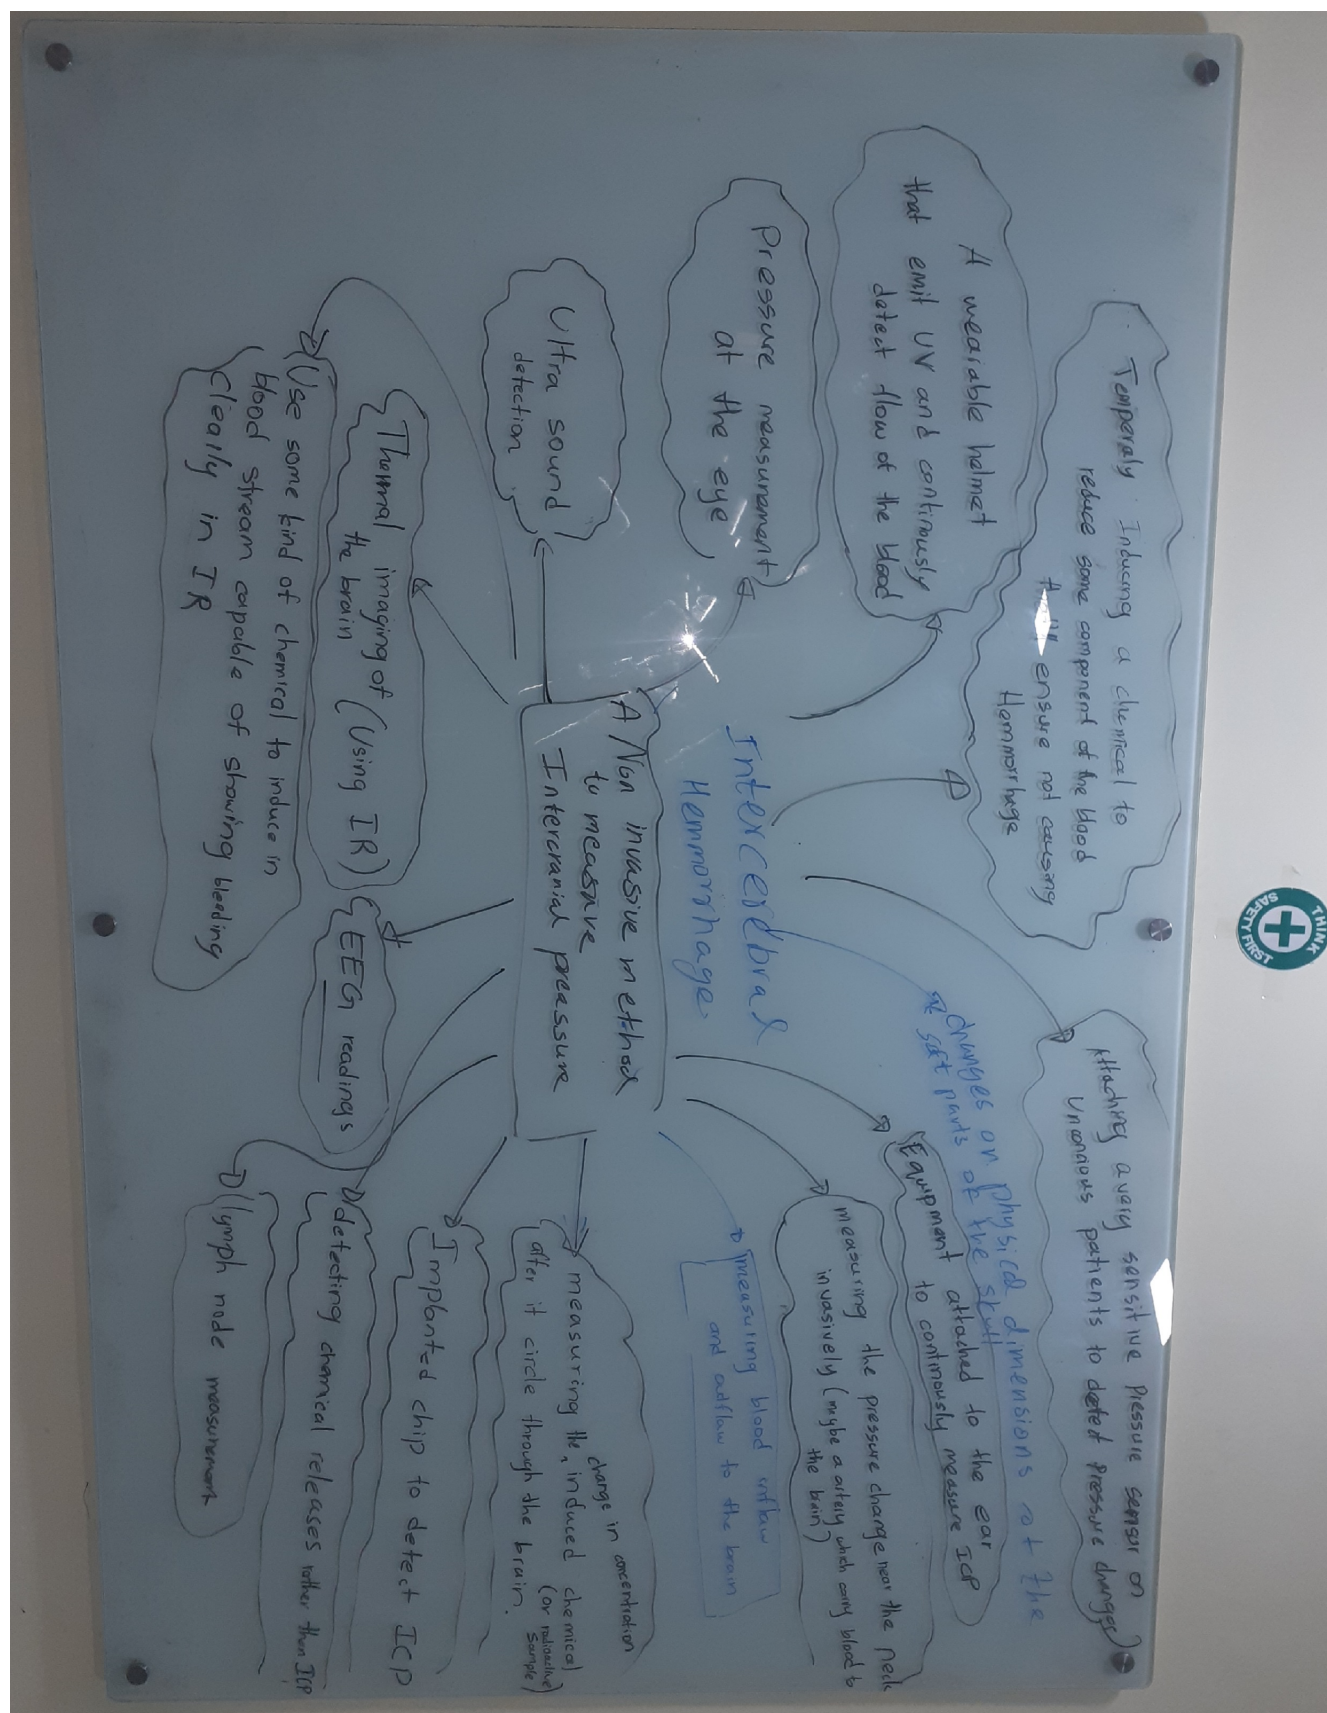 Intercerebral
Hemmorrhage
A Non invasive method
to measure
Intercranial preassure
Temperaly Inducing a chemical to
reduce some component of the blood
ensure not causing
Hemmorrhage
A wearable helmet
that emit UV and continously
detect flow of the blood
Pressure measurement
at the eye
Ultra sound
detection
Thermal imaging of (Using IR)
the brain
Use some kind of chemical to induce in
blood stream capable of showing bleeding
clearly in IR
EEG readings
Attaching a very sensitive pressure sensor on
Unconcious patients to detect pressure changes
changes on physical dimensions of the
soft parts of the skull
Equipment attached to the ear
to continously measure ICP
measuring the pressure change near the neck
invasively (maybe a artery which carry blood to
the brain)
measuring blood inflow
and outflow to the brain
change in concentration
measuring the induced chemical
(or radioactive
sample)
after it circle through the brain.
Implanted chip to detect ICP
detecting chemical releases rather than ICP
lymph node measurement
THINK
SAFETY FIRST